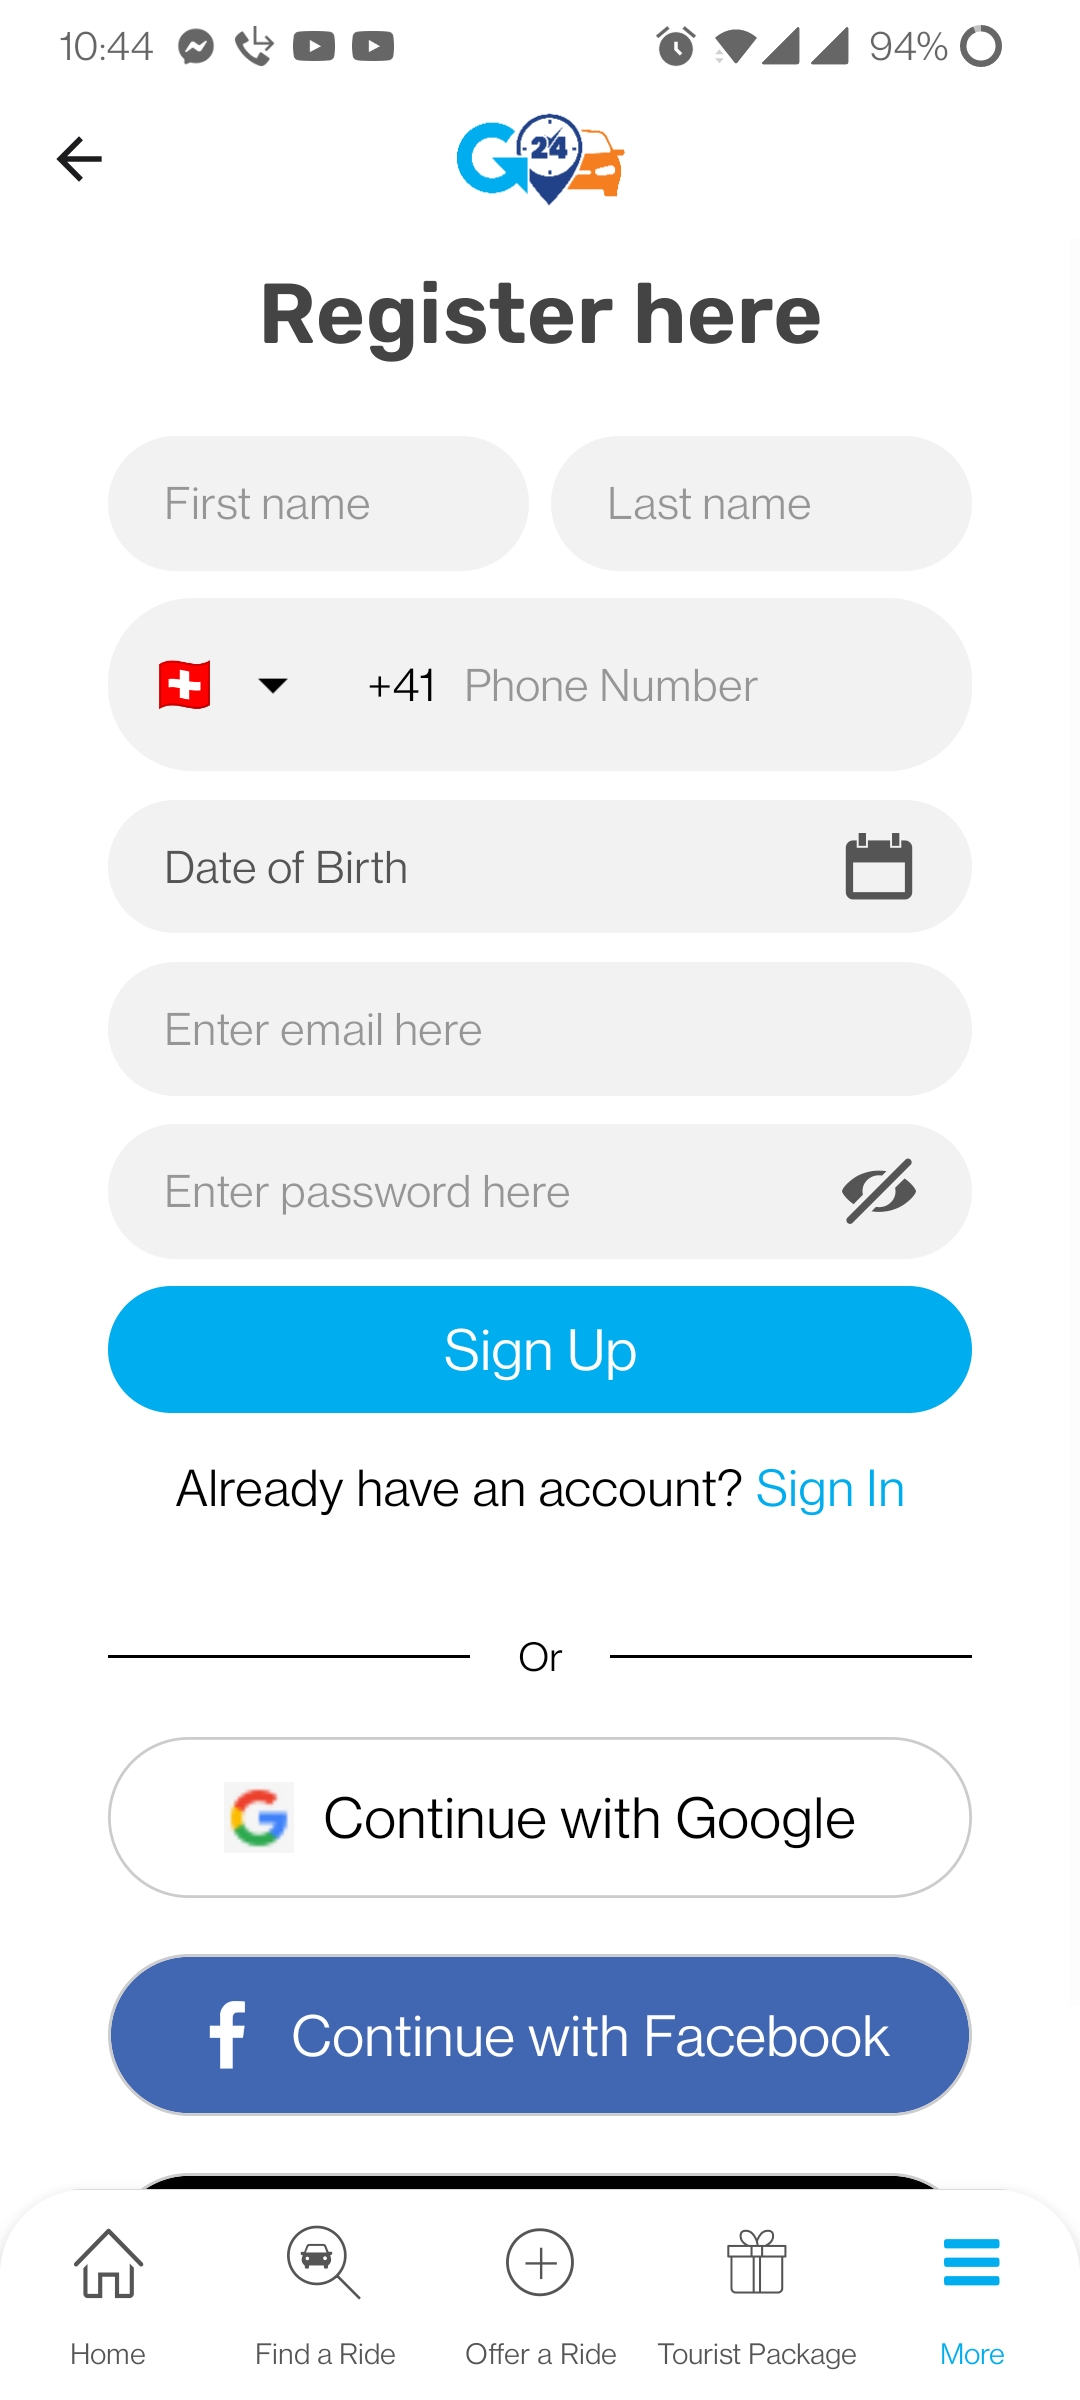 10:44 94%
24
Register here
First name Last name
+41 Phone Number
Date of Birth
Enter email here
Enter password here
Sign Up
Already have an account? Sign In
Or
Continue with Google
Continue with Facebook
Home Find a Ride Offer a Ride Tourist Package More